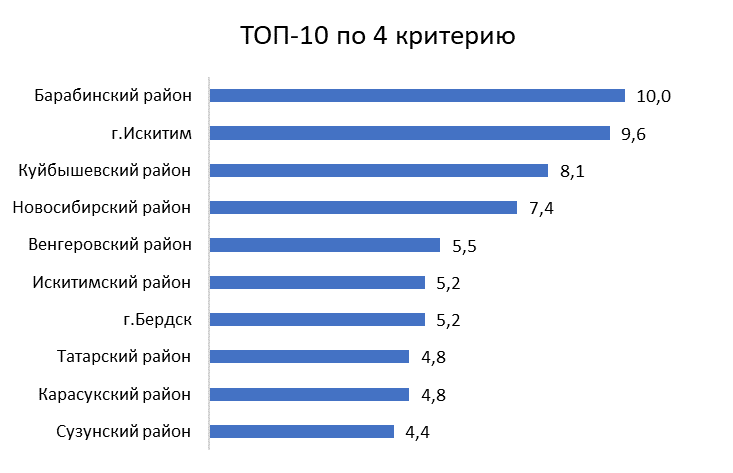 ТОП-10 по 4 критерию
Барабинский район 10,0
г.Искитим 9,6
Куйбышевский район 8,1
Новосибирский район 7,4
Венгеровский район 5,5
Искитимский район 5,2
г.Бердск 5,2
Татарский район 4,8
Карасукский район 4,8
Сузунский район 4,4